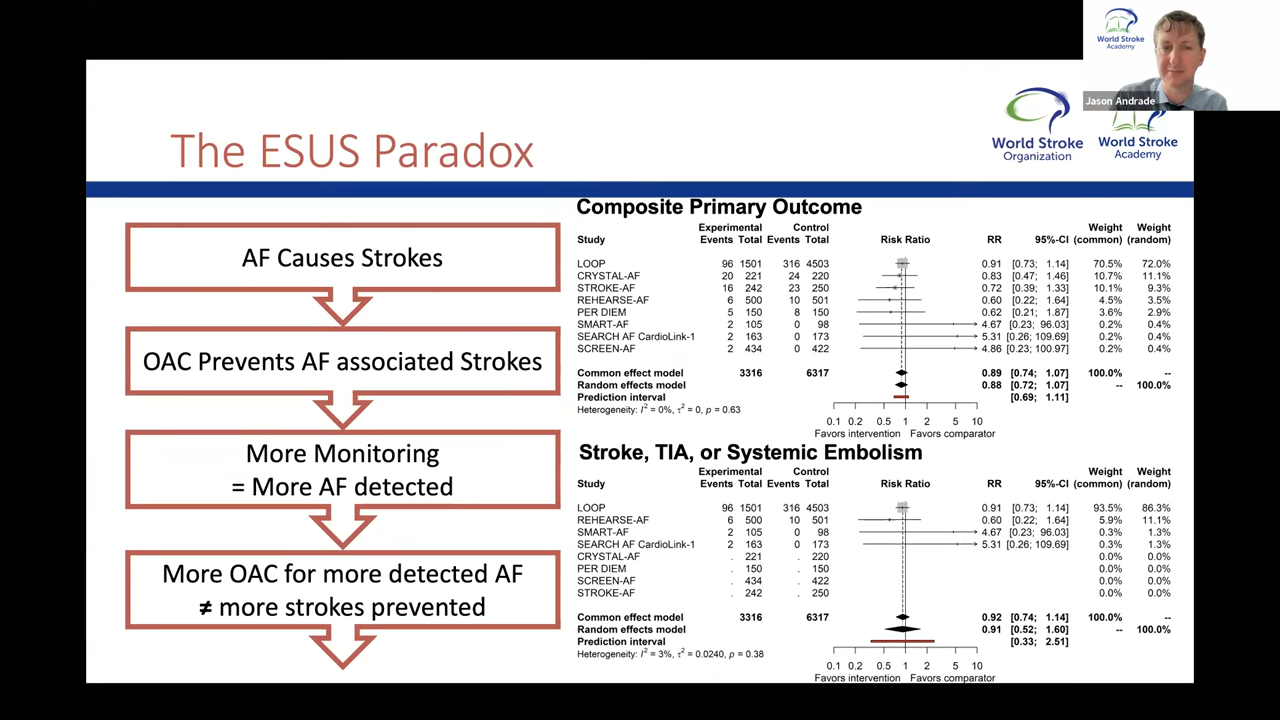 World Stroke
Academy
Jason Andrade
World Stroke
Organization
World Stroke
Academy
The ESUS Paradox
AF Causes Strokes
OAC Prevents AF associated Strokes
More Monitoring
= More AF detected
More OAC for more detected AF
≠ more strokes prevented
Composite Primary Outcome
Experimental Control Weight Weight
Study Events Total Events Total Risk Ratio RR 95%-CI (common) (random)
LOOP 96 1501 316 4503 0.91 [0.73; 1.14] 70.5% 72.0%
CRYSTAL-AF 20 221 24 220 0.83 [0.47; 1.46] 10.7% 11.1%
STROKE-AF 16 242 23 250 0.72 [0.39; 1.33] 10.1% 9.3%
REHEARSE-AF 6 500 10 501 0.60 [0.22; 1.64] 4.5% 3.5%
PER DIEM 5 150 8 150 0.62 [0.21; 1.87] 3.6% 2.9%
SMART-AF 2 105 0 98 4.67 [0.23; 96.03] 0.2% 0.4%
SEARCH AF CardioLink-1 2 163 0 173 5.31 [0.26; 109.69] 0.2% 0.4%
SCREEN-AF 2 434 0 422 4.86 [0.23; 100.97] 0.2% 0.4%
Common effect model 3316 6317 0.89 [0.74; 1.07] 100.0% --
Random effects model 0.88 [0.72; 1.07] -- 100.0%
Prediction interval [0.69; 1.11]
Heterogeneity: I² = 0%, τ² = 0, p = 0.63
0.1 0.2 0.5 1 2 5 10
Favors intervention Favors comparator
Stroke, TIA, or Systemic Embolism
Experimental Control Weight Weight
Study Events Total Events Total Risk Ratio RR 95%-CI (common) (random)
LOOP 96 1501 316 4503 0.91 [0.73; 1.14] 93.5% 86.3%
REHEARSE-AF 6 500 10 501 0.60 [0.22; 1.64] 5.9% 11.1%
SMART-AF 2 105 0 98 4.67 [0.23; 96.03] 0.3% 1.3%
SEARCH AF CardioLink-1 2 163 0 173 5.31 [0.26; 109.69] 0.3% 1.3%
CRYSTAL-AF . 221 . 220 0.0% 0.0%
PER DIEM . 150 . 150 0.0% 0.0%
SCREEN-AF . 434 . 422 0.0% 0.0%
STROKE-AF . 242 . 250 0.0% 0.0%
Common effect model 3316 6317 0.92 [0.74; 1.14] 100.0% --
Random effects model 0.91 [0.52; 1.60] -- 100.0%
Prediction interval [0.33; 2.51]
Heterogeneity: I² = 3%, τ² = 0.0240, p = 0.38
0.1 0.2 0.5 1 2 5 10
Favors intervention Favors comparator